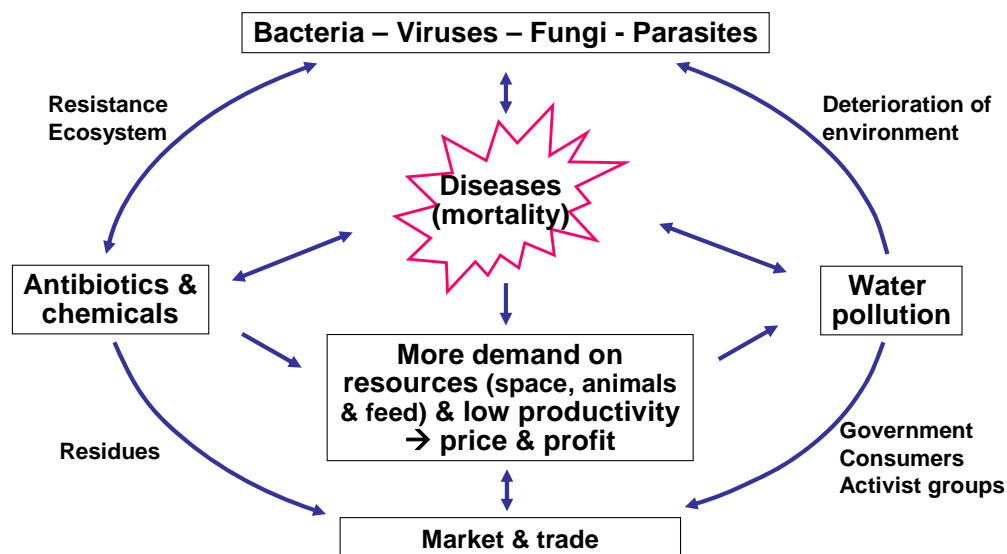 Bacteria – Viruses – Fungi - Parasites
Resistance
Ecosystem
Deterioration of
environment
Diseases
(mortality)
Antibiotics &
chemicals
Water
pollution
More demand on
resources (space, animals
& feed) & low productivity
→ price & profit
Residues
Government
Consumers
Activist groups
Market & trade